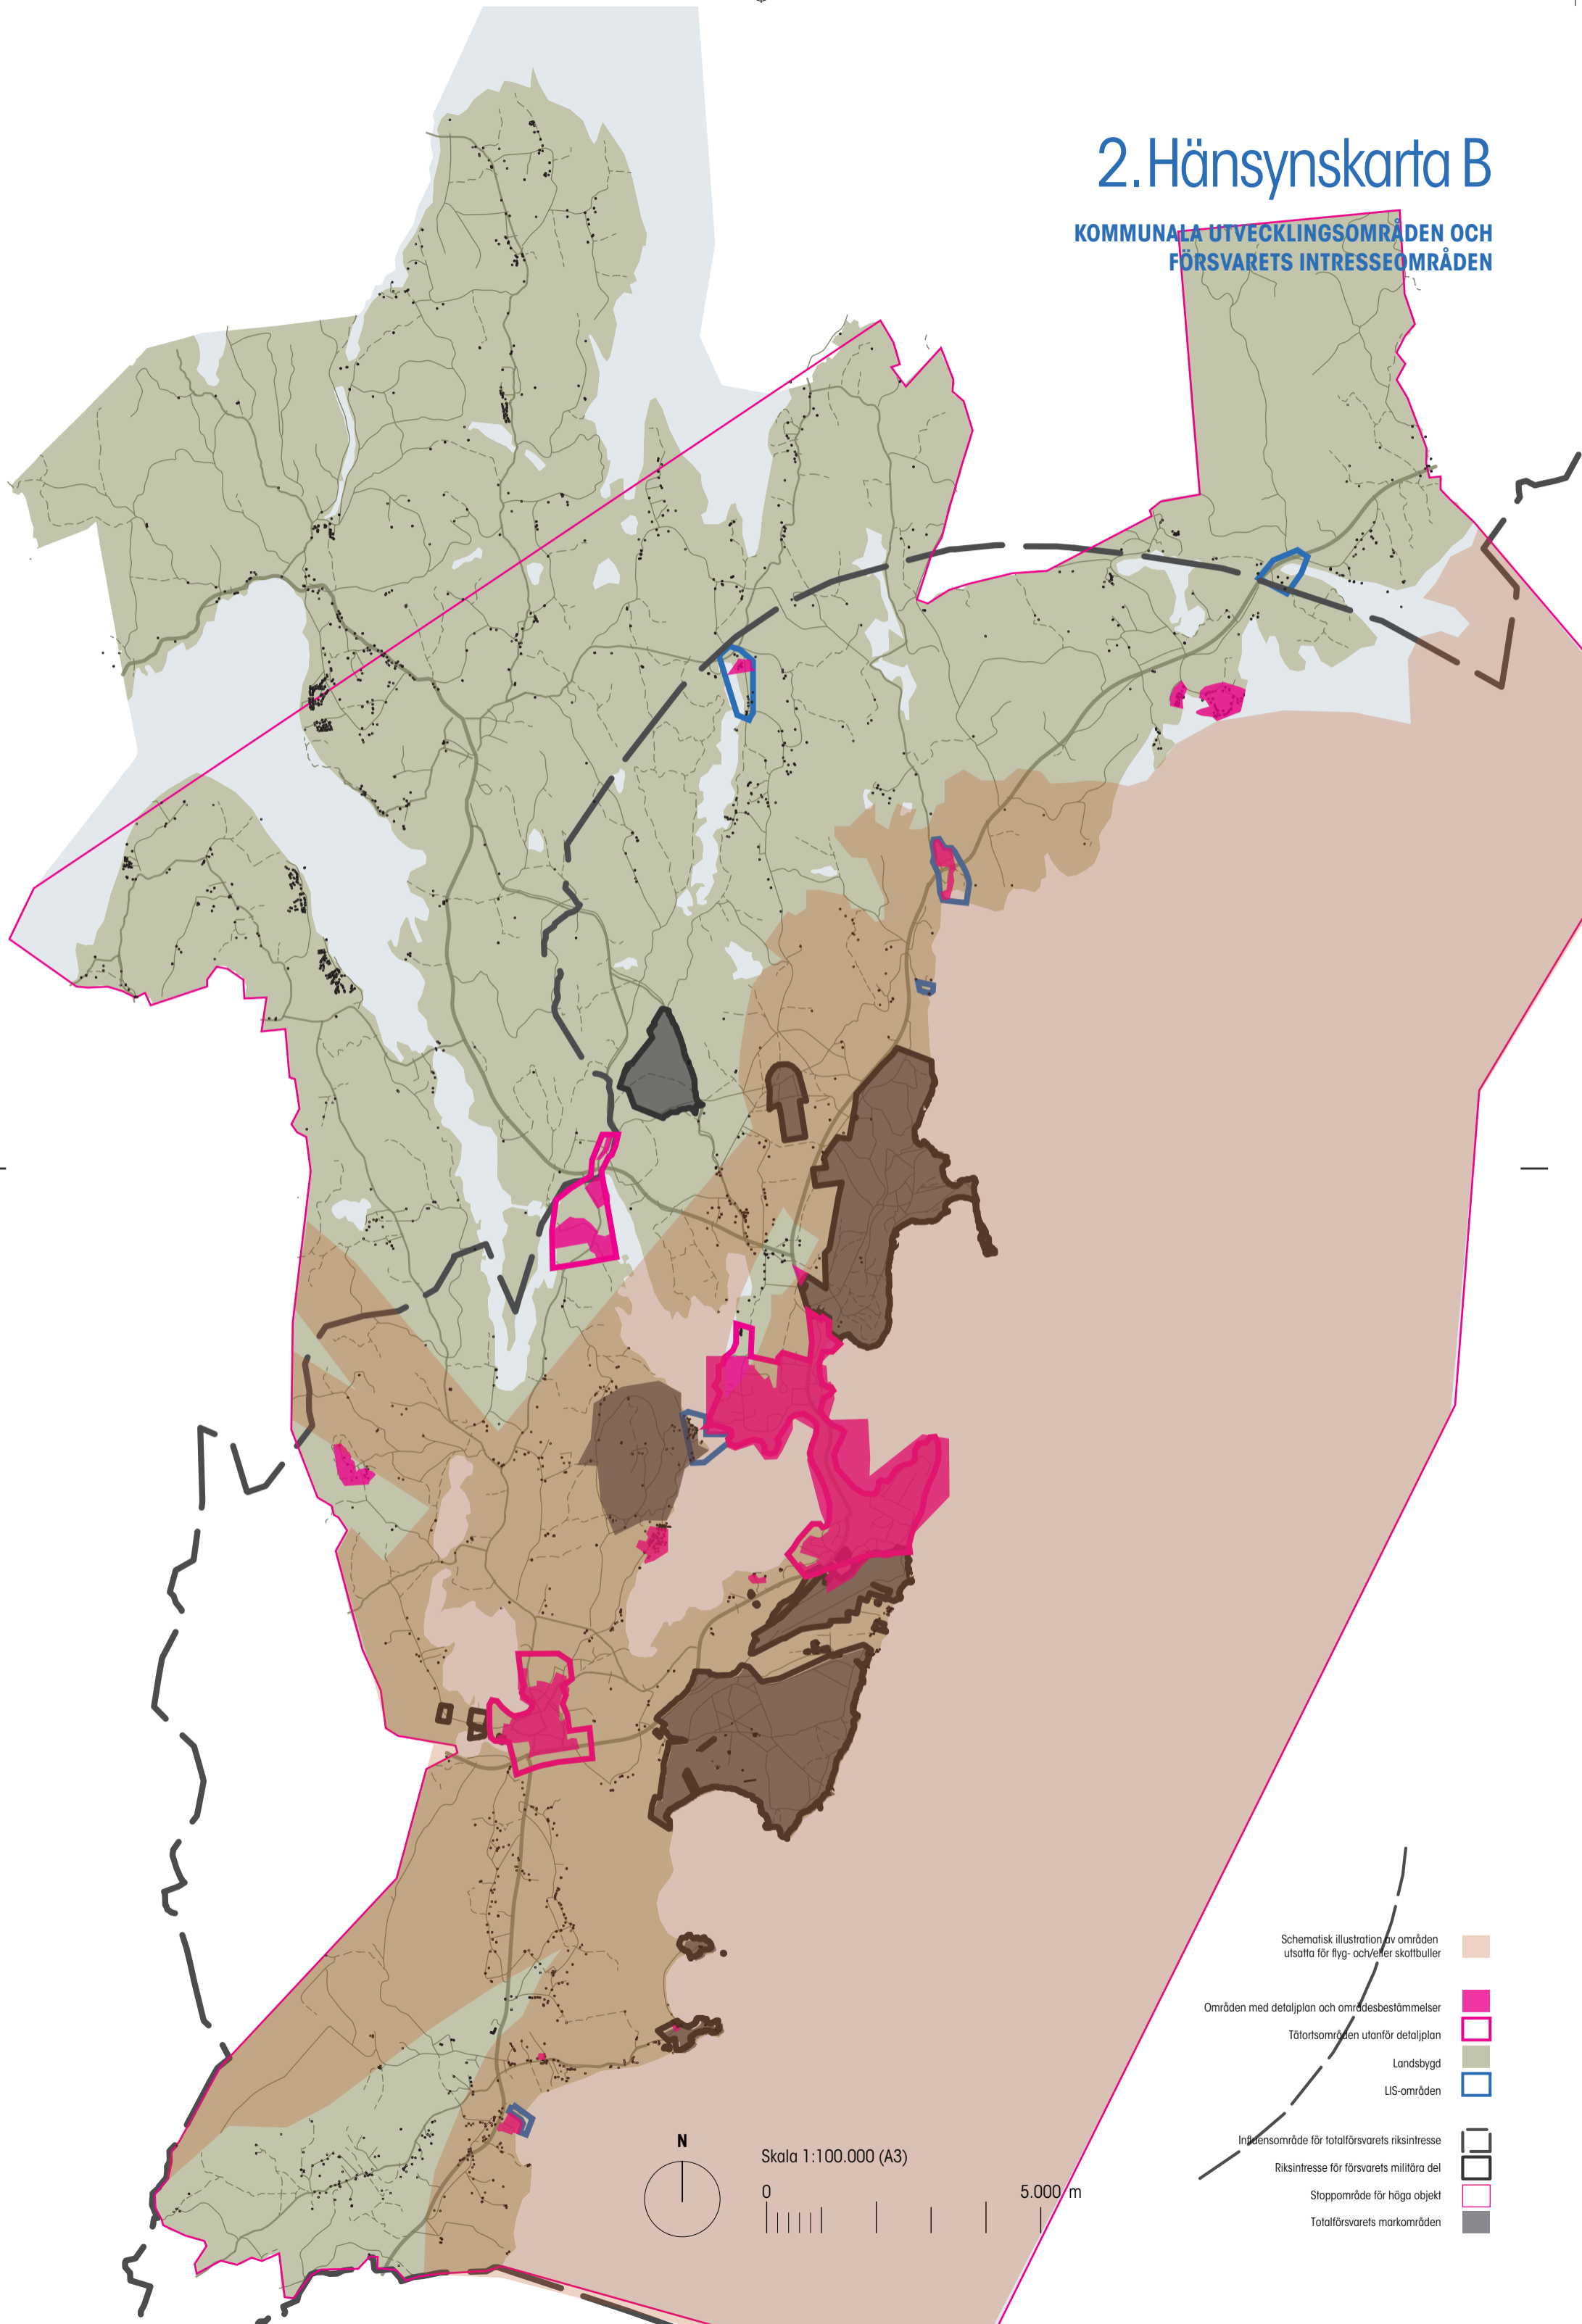 2. Hänsynskarta B
KOMMUNALA UTVECKLINGSOMRÅDEN OCH
FÖRSVARETS INTRESSEOMRÅDEN
Schematisk illustration av områden
utsatta för flyg- och/eller skottbuller
Områden med detaljplan och områdesbestämmelser
Tätortsområden utanför detaljplan
Landsbygd
LIS-områden
Influensområde för totalförsvarets riksintresse
Riksintresse för försvarets militära del
Stoppområde för höga objekt
Totalförsvarets markområden
N
Skala 1:100.000 (A3)
0 5.000 m